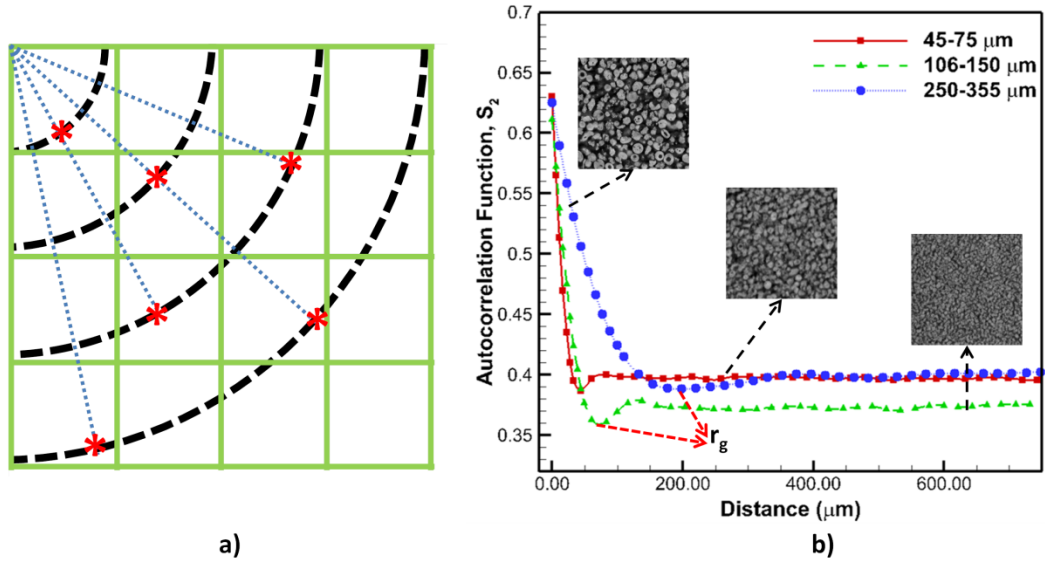 0.7
0.65
0.6
0.55
0.5
0.45
0.4
0.35
Autocorrelation Function, S₂
45-75 μm
106-150 μm
250-355 μm
r_g
0.00
200.00
400.00
600.00
Distance (μm)
a)
b)